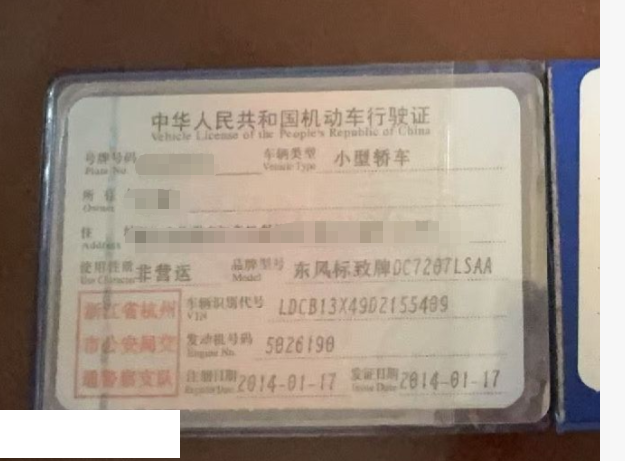 中华人民共和国机动车行驶证
Vehicle License of the People's Republic of China
号牌号码 车辆类型 小型轿车
Plate No. Vehicle Type
所
Owner
住
Address
使用性质 非营运 品牌型号 东风标致牌DC7207LSAA
Use Character Model
浙江省杭州 车辆识别代号 LDCB13X49D2155409
VIN
市公安局交 发动机号码 5026190
Engine No.
通警察支队 注册日期 2014-01-17 发证日期 2014-01-17
Register Date Issue Date